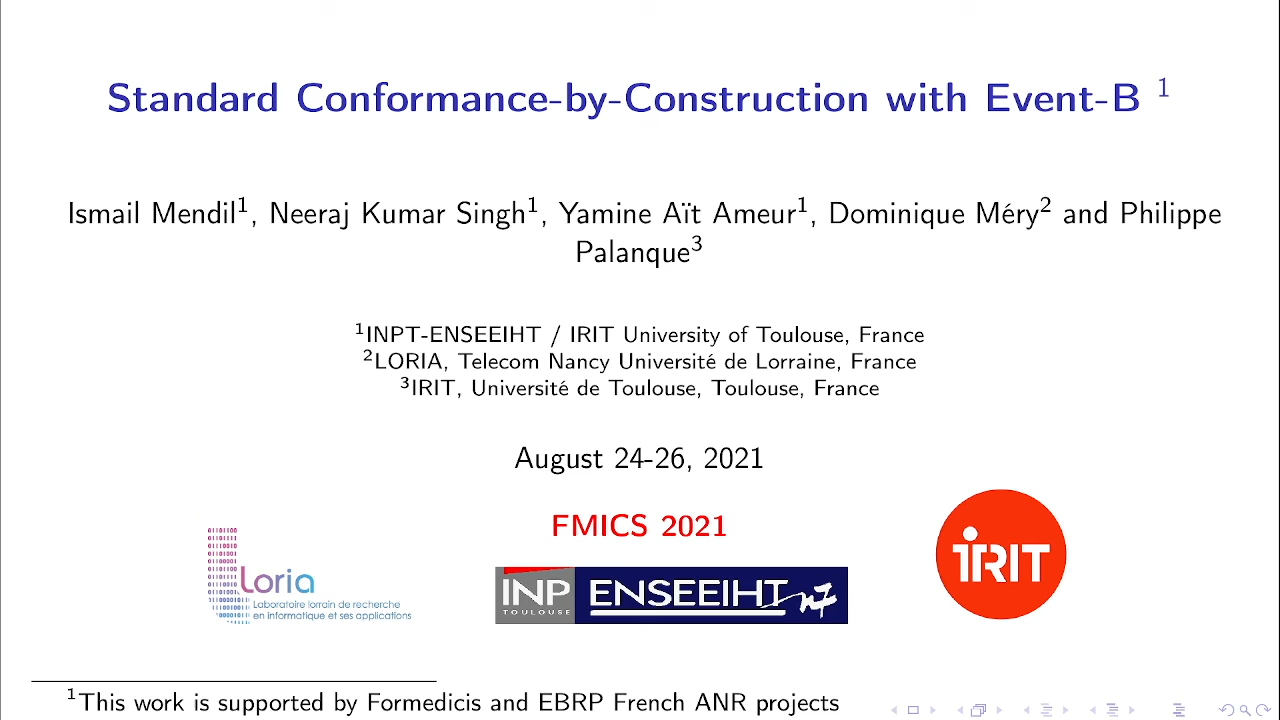 Standard Conformance-by-Construction with Event-B 1
Ismail Mendil1, Neeraj Kumar Singh1, Yamine Aït Ameur1, Dominique Méry2 and Philippe
Palanque3
1INPT-ENSEEIHT / IRIT University of Toulouse, France
2LORIA, Telecom Nancy Université de Lorraine, France
3IRIT, Université de Toulouse, Toulouse, France
August 24-26, 2021
FMICS 2021
Loria
Laboratoire lorrain de recherche
en informatique et ses applications
INP
TOULOUSE
ENSEEIHT
IRIT
1This work is supported by Formedicis and EBRP French ANR projects